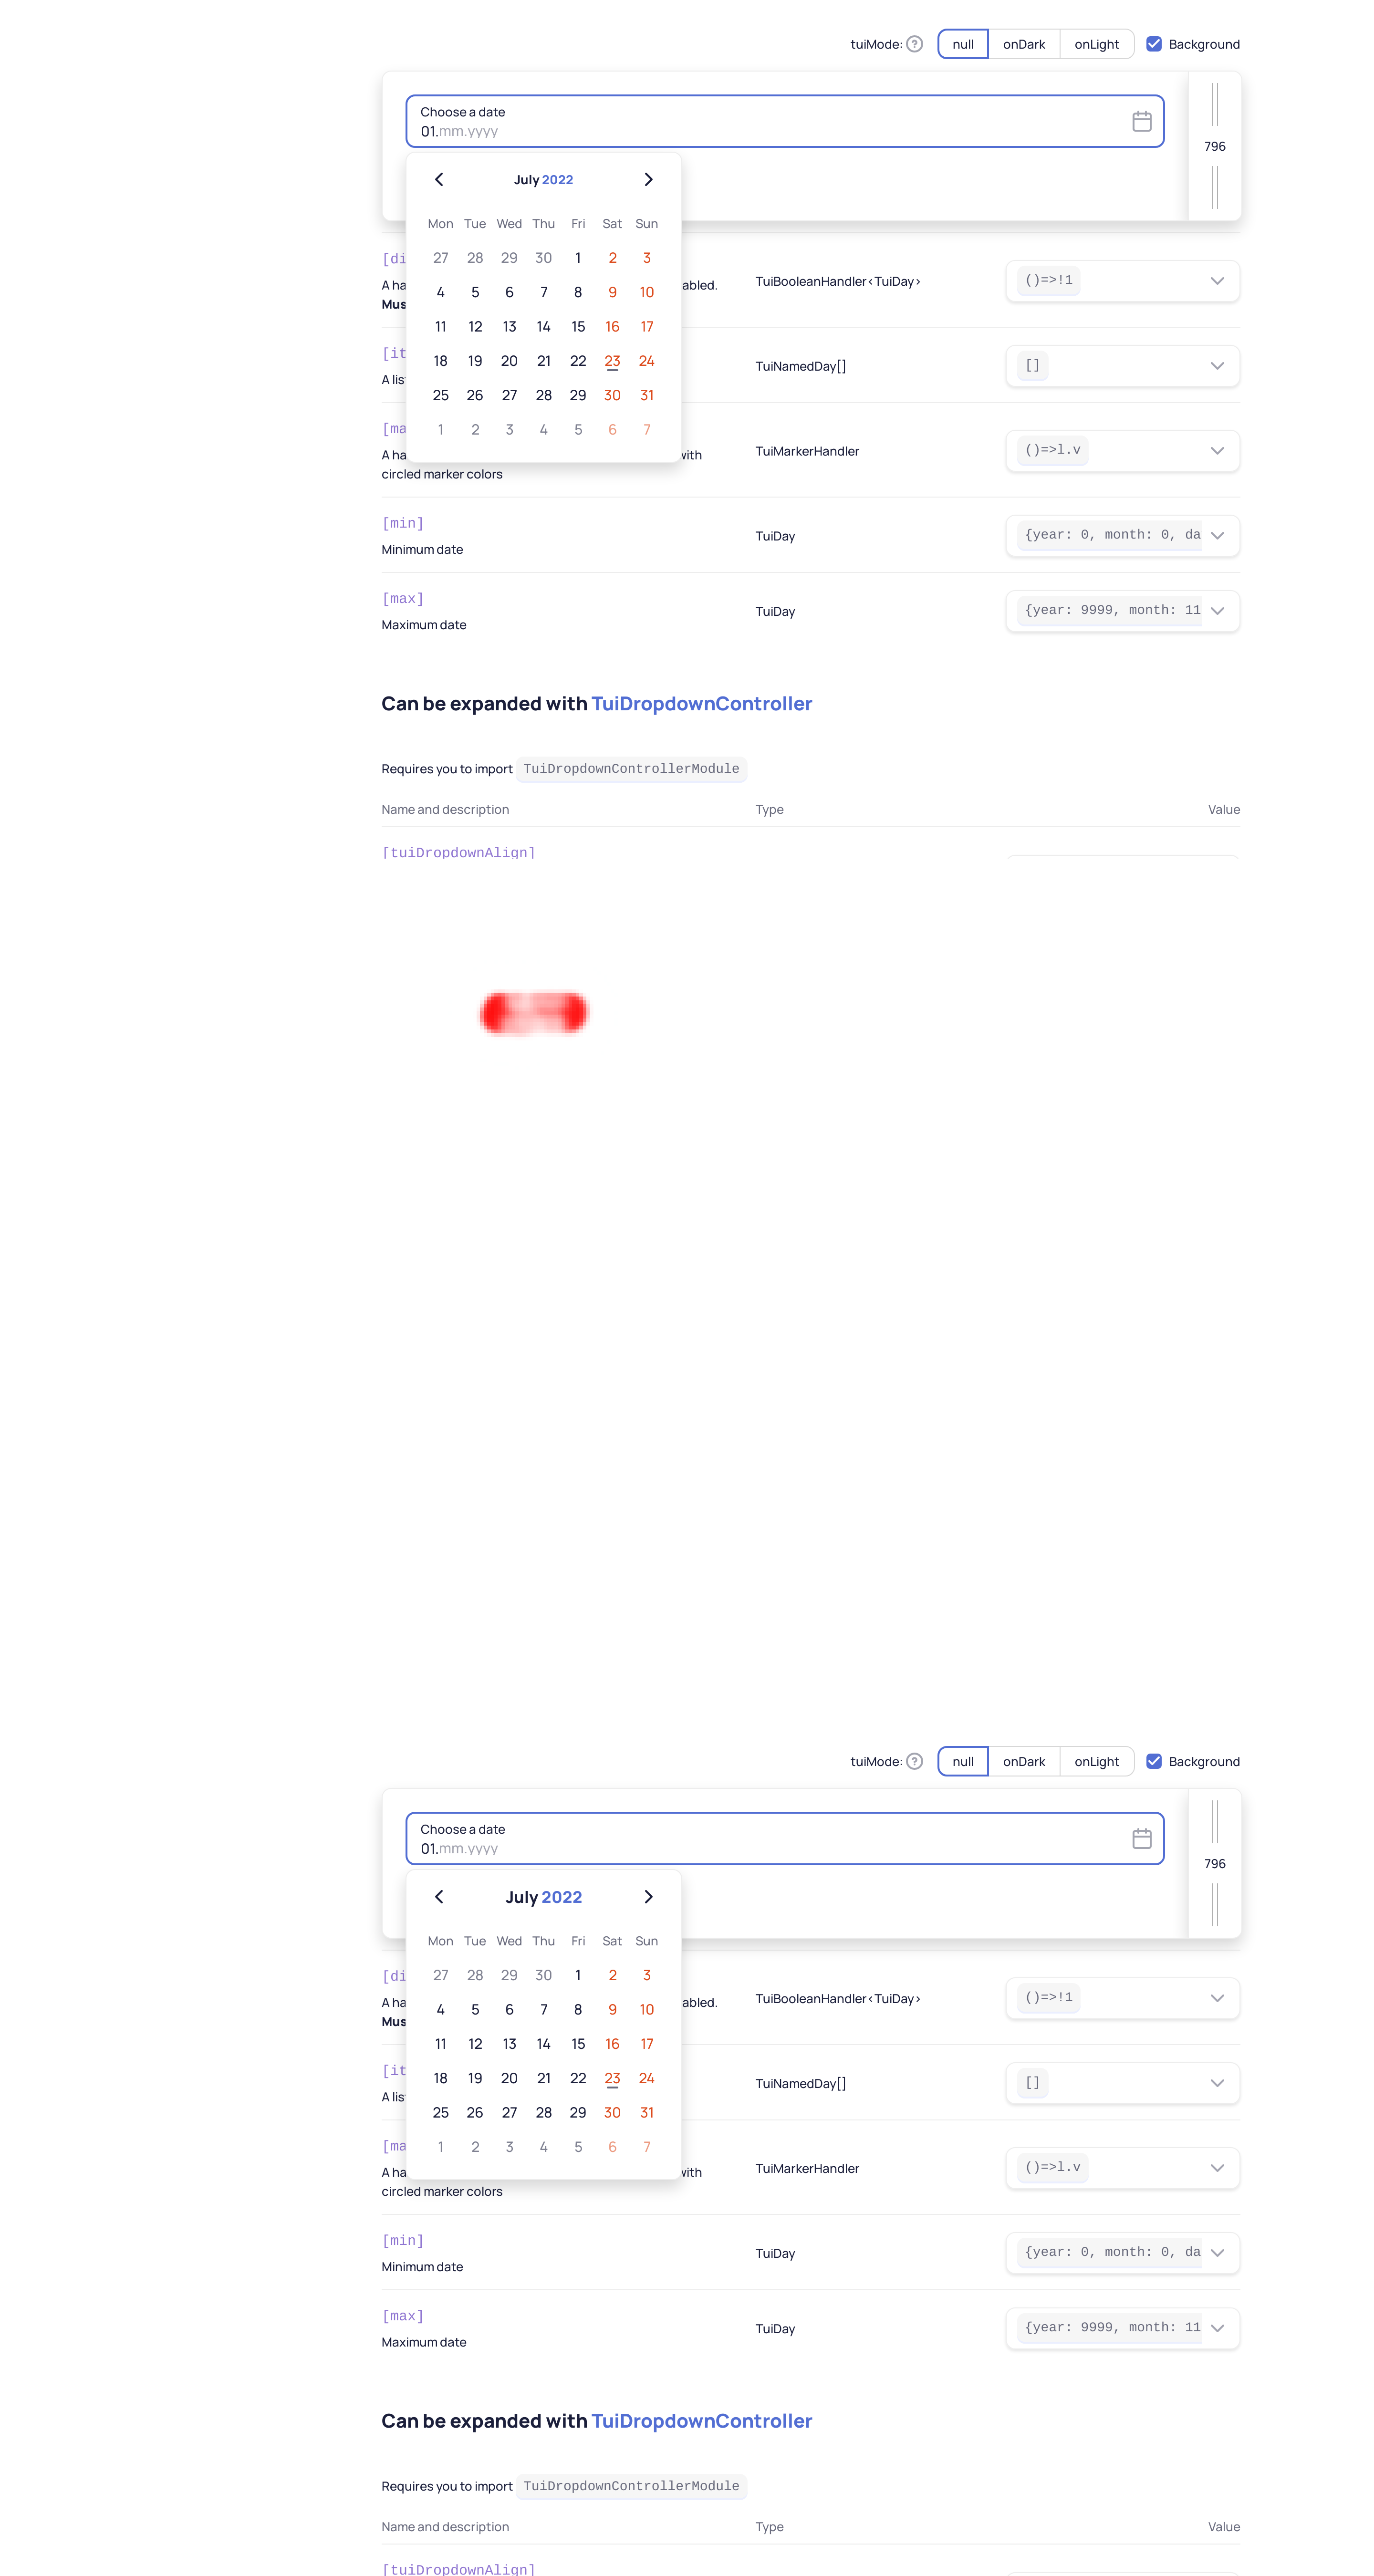 tuiMode: null onDark onLight Background
Choose a date
01.mm.yyyy
796
July 2022
Mon Tue Wed Thu Fri Sat Sun
27 28 29 30 1 2 3
4 5 6 7 8 9 10
11 12 13 14 15 16 17
18 19 20 21 22 23 24
25 26 27 28 29 30 31
1 2 3 4 5 6 7
[di
A ha
abled.
Mus
TuiBooleanHandler<TuiDay>
()=>!1
[it
A lis
TuiNamedDay[]
[]
[ma
A ha
with
circled marker colors
TuiMarkerHandler
()=>l.v
[min]
Minimum date
TuiDay
{year: 0, month: 0, da
[max]
Maximum date
TuiDay
{year: 9999, month: 11
Can be expanded with TuiDropdownController
Requires you to import TuiDropdownControllerModule
Name and description Type Value
[tuiDropdownAlign]
tuiMode: null onDark onLight Background
Choose a date
01.mm.yyyy
796
July 2022
Mon Tue Wed Thu Fri Sat Sun
27 28 29 30 1 2 3
4 5 6 7 8 9 10
11 12 13 14 15 16 17
18 19 20 21 22 23 24
25 26 27 28 29 30 31
1 2 3 4 5 6 7
[di
A ha
abled.
Mus
TuiBooleanHandler<TuiDay>
()=>!1
[it
A lis
TuiNamedDay[]
[]
[ma
A ha
with
circled marker colors
TuiMarkerHandler
()=>l.v
[min]
Minimum date
TuiDay
{year: 0, month: 0, da
[max]
Maximum date
TuiDay
{year: 9999, month: 11
Can be expanded with TuiDropdownController
Requires you to import TuiDropdownControllerModule
Name and description Type Value
[tuiDropdownAlign]